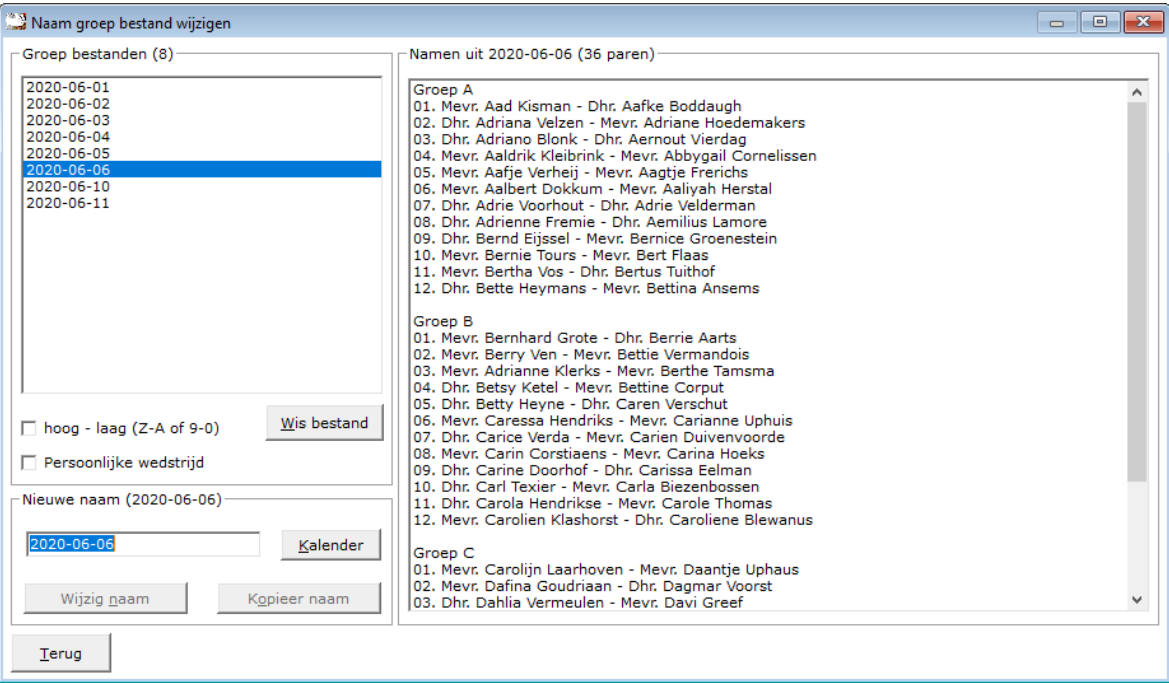 Naam groep bestand wijzigen
Groep bestanden (8)
2020-06-01
2020-06-02
2020-06-03
2020-06-04
2020-06-05
2020-06-06
2020-06-10
2020-06-11
hoog - laag (Z-A of 9-0)
Wis bestand
Persoonlijke wedstrijd
Nieuwe naam (2020-06-06)
2020-06-06
Kalender
Wijzig naam
Kopieer naam
Terug
Namen uit 2020-06-06 (36 paren)
Groep A
01. Mevr. Aad Kisman - Dhr. Aafke Boddaugh
02. Dhr. Adriana Velzen - Mevr. Adriane Hoedemakers
03. Dhr. Adriano Blonk - Dhr. Aernout Vierdag
04. Mevr. Aaldrik Kleibrink - Mevr. Abbygail Cornelissen
05. Mevr. Aafje Verheij - Mevr. Aagtje Frerichs
06. Mevr. Aalbert Dokkum - Mevr. Aaliyah Herstal
07. Dhr. Adrie Voorhout - Dhr. Adrie Velderman
08. Dhr. Adrienne Fremie - Dhr. Aemilius Lamore
09. Dhr. Bernd Eijssel - Mevr. Bernice Groenestein
10. Mevr. Bernie Tours - Mevr. Bert Flaas
11. Mevr. Bertha Vos - Dhr. Bertus Tuithof
12. Dhr. Bette Heymans - Mevr. Bettina Ansems
Groep B
01. Mevr. Bernhard Grote - Dhr. Berrie Aarts
02. Mevr. Berry Ven - Mevr. Bettie Vermandois
03. Mevr. Adrianne Klerks - Mevr. Berthe Tamsma
04. Dhr. Betsy Ketel - Mevr. Bettine Corput
05. Dhr. Betty Heyne - Dhr. Caren Verschut
06. Mevr. Caressa Hendriks - Mevr. Carianne Uphuis
07. Dhr. Carice Verda - Mevr. Carien Duivenvoorde
08. Mevr. Carin Corstiaens - Mevr. Carina Hoeks
09. Dhr. Carine Doorhof - Dhr. Carissa Eelman
10. Dhr. Carl Texier - Mevr. Carla Biezenbossen
11. Dhr. Carola Hendrikse - Mevr. Carole Thomas
12. Mevr. Carolien Klashorst - Dhr. Caroliene Blewanus
Groep C
01. Mevr. Carolijn Laarhoven - Mevr. Daantje Uphaus
02. Mevr. Dafina Goudriaan - Dhr. Dagmar Voorst
03. Dhr. Dahlia Vermeulen - Mevr. Davi Greef